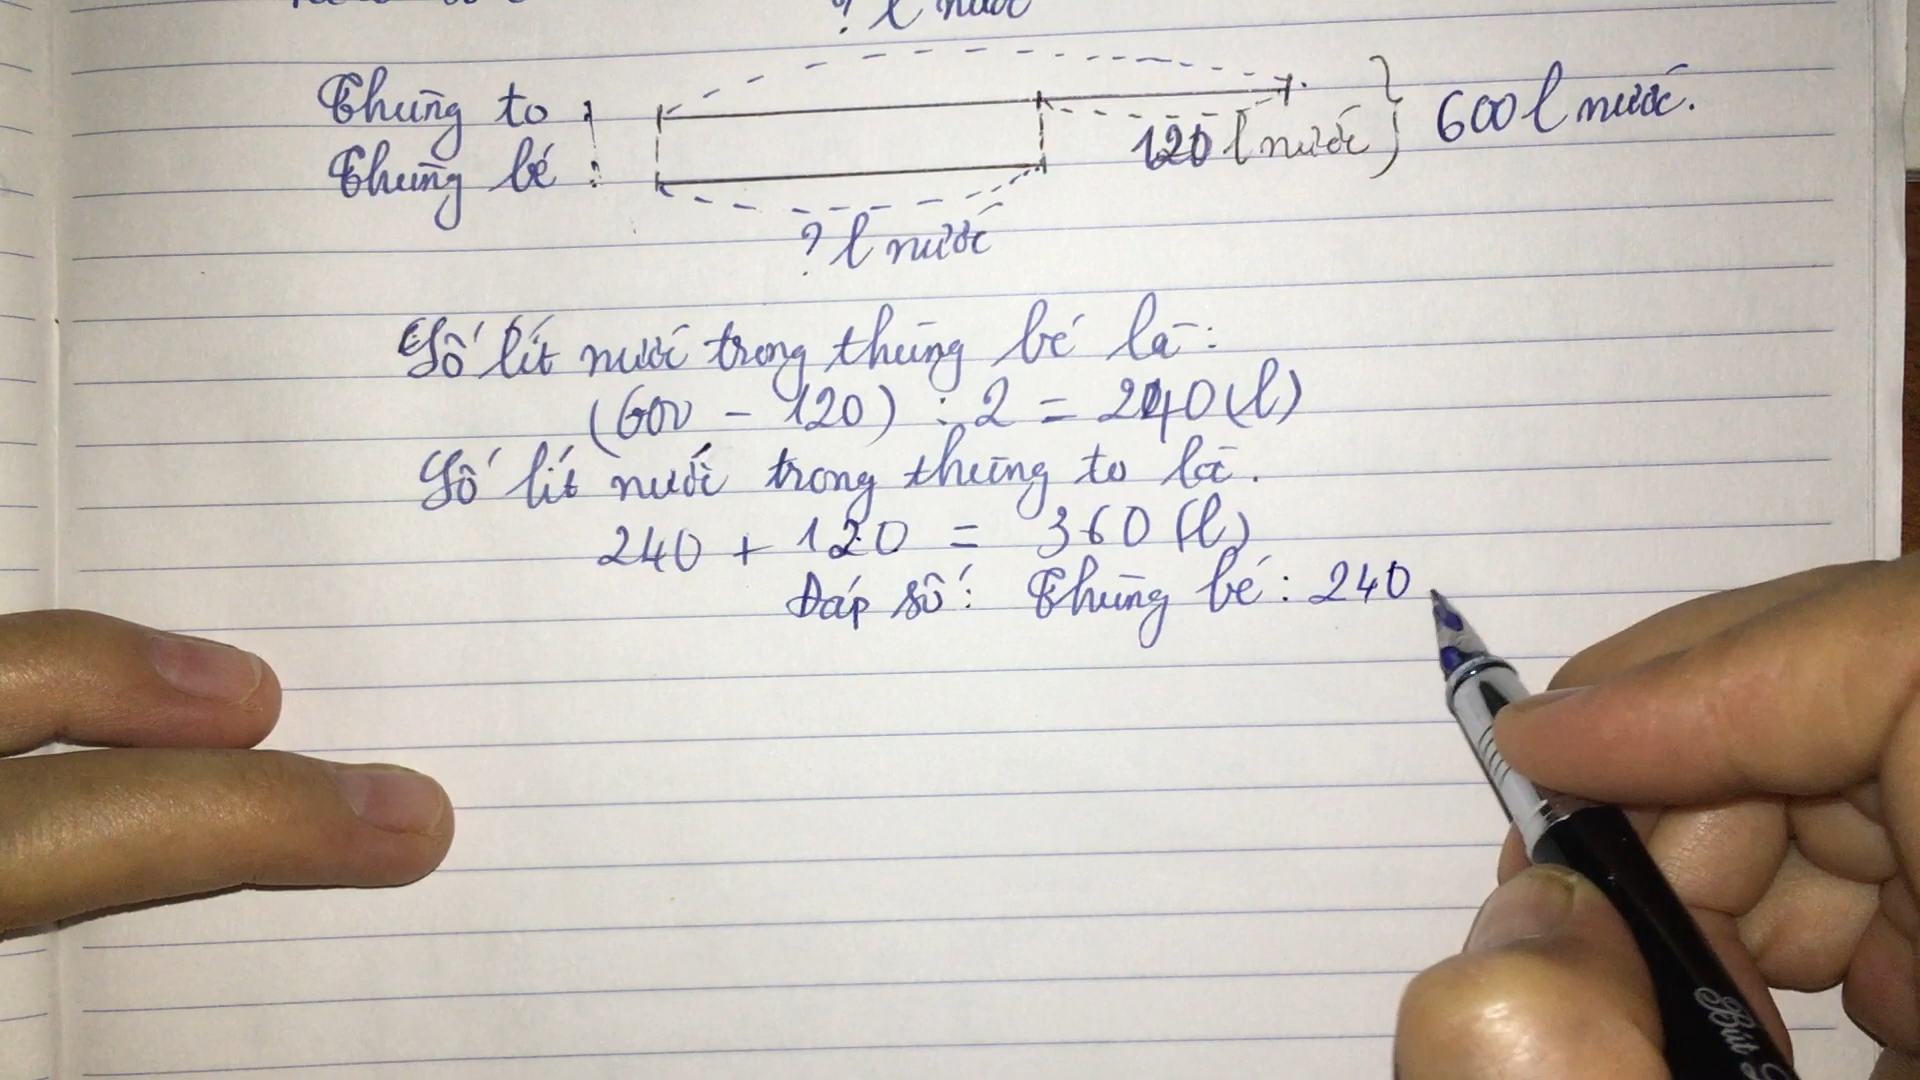 ? l nước
Thùng to :
120 l nước } 600 l nước.
Thùng bé :
? l nước
Số lít nước trong thùng bé là :
(600 - 120) : 2 = 240 (l)
Số lít nước trong thùng to là.
240 + 120 = 360 (l)
Đáp số : Thùng bé : 240
Bút